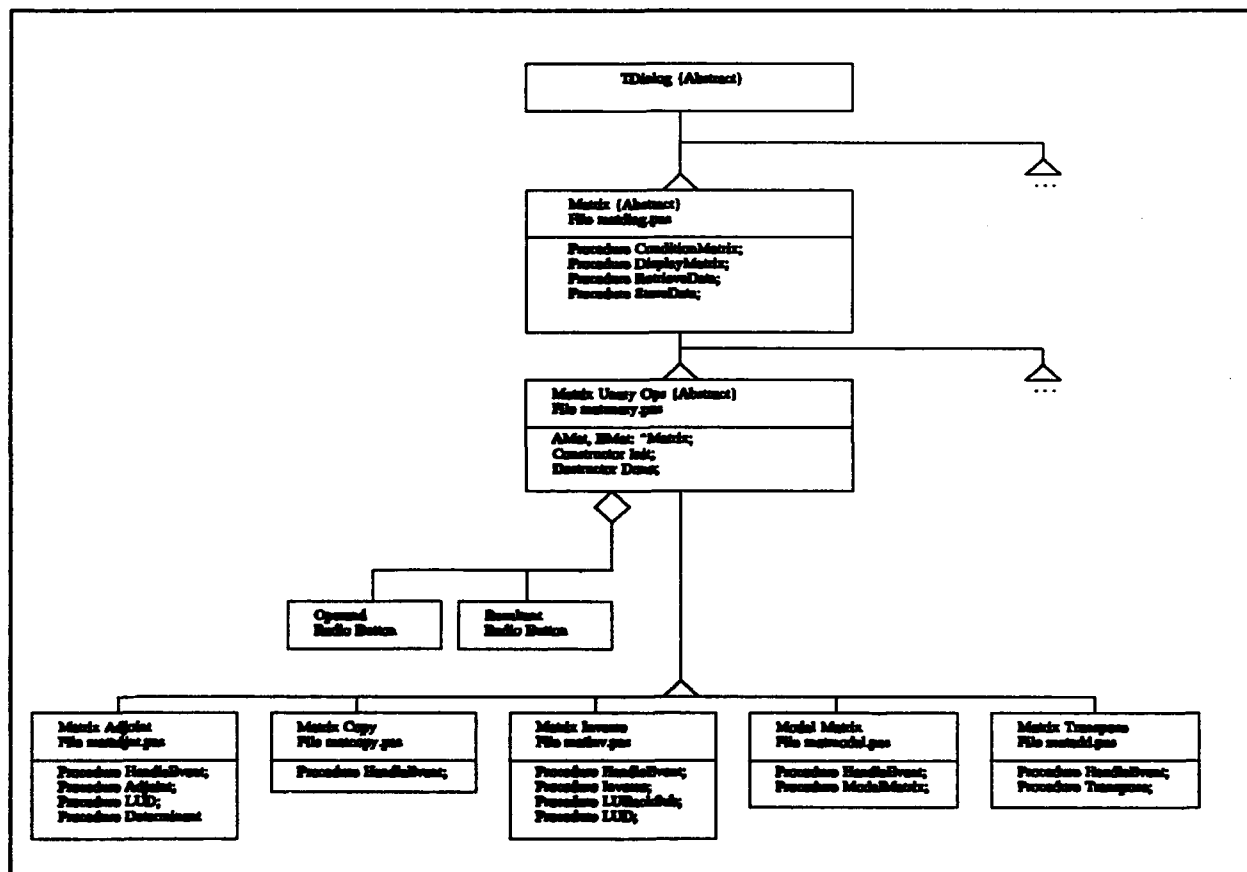 TDialog {Abstract}
...
Matrix {Abstract}
File matdlag.pas
Procedure ConditionMatrix;
Procedure DisplayMatrix;
Procedure RetrieveData;
Procedure StoreData;
...
Matrix Unary Ops {Abstract}
File matunary.pas
AMat, BMat: ^Matrix;
Constructor Init;
Destructor Done;
Operand
Radio Button
Resultant
Radio Button
Matrix Adjoint
File matadjnt.pas
Procedure HandleEvent;
Procedure Adjoint;
Procedure LUD;
Procedure Determinant
Matrix Copy
File matcopy.pas
Procedure HandleEvent;
Matrix Inverse
File matinv.pas
Procedure HandleEvent;
Procedure Inverse;
Procedure LUBackSub;
Procedure LUD;
Modal Matrix
File matmodal.pas
Procedure HandleEvent;
Procedure ModalMatrix;
Matrix Transpose
File
Procedure HandleEvent;
Procedure Transpose;